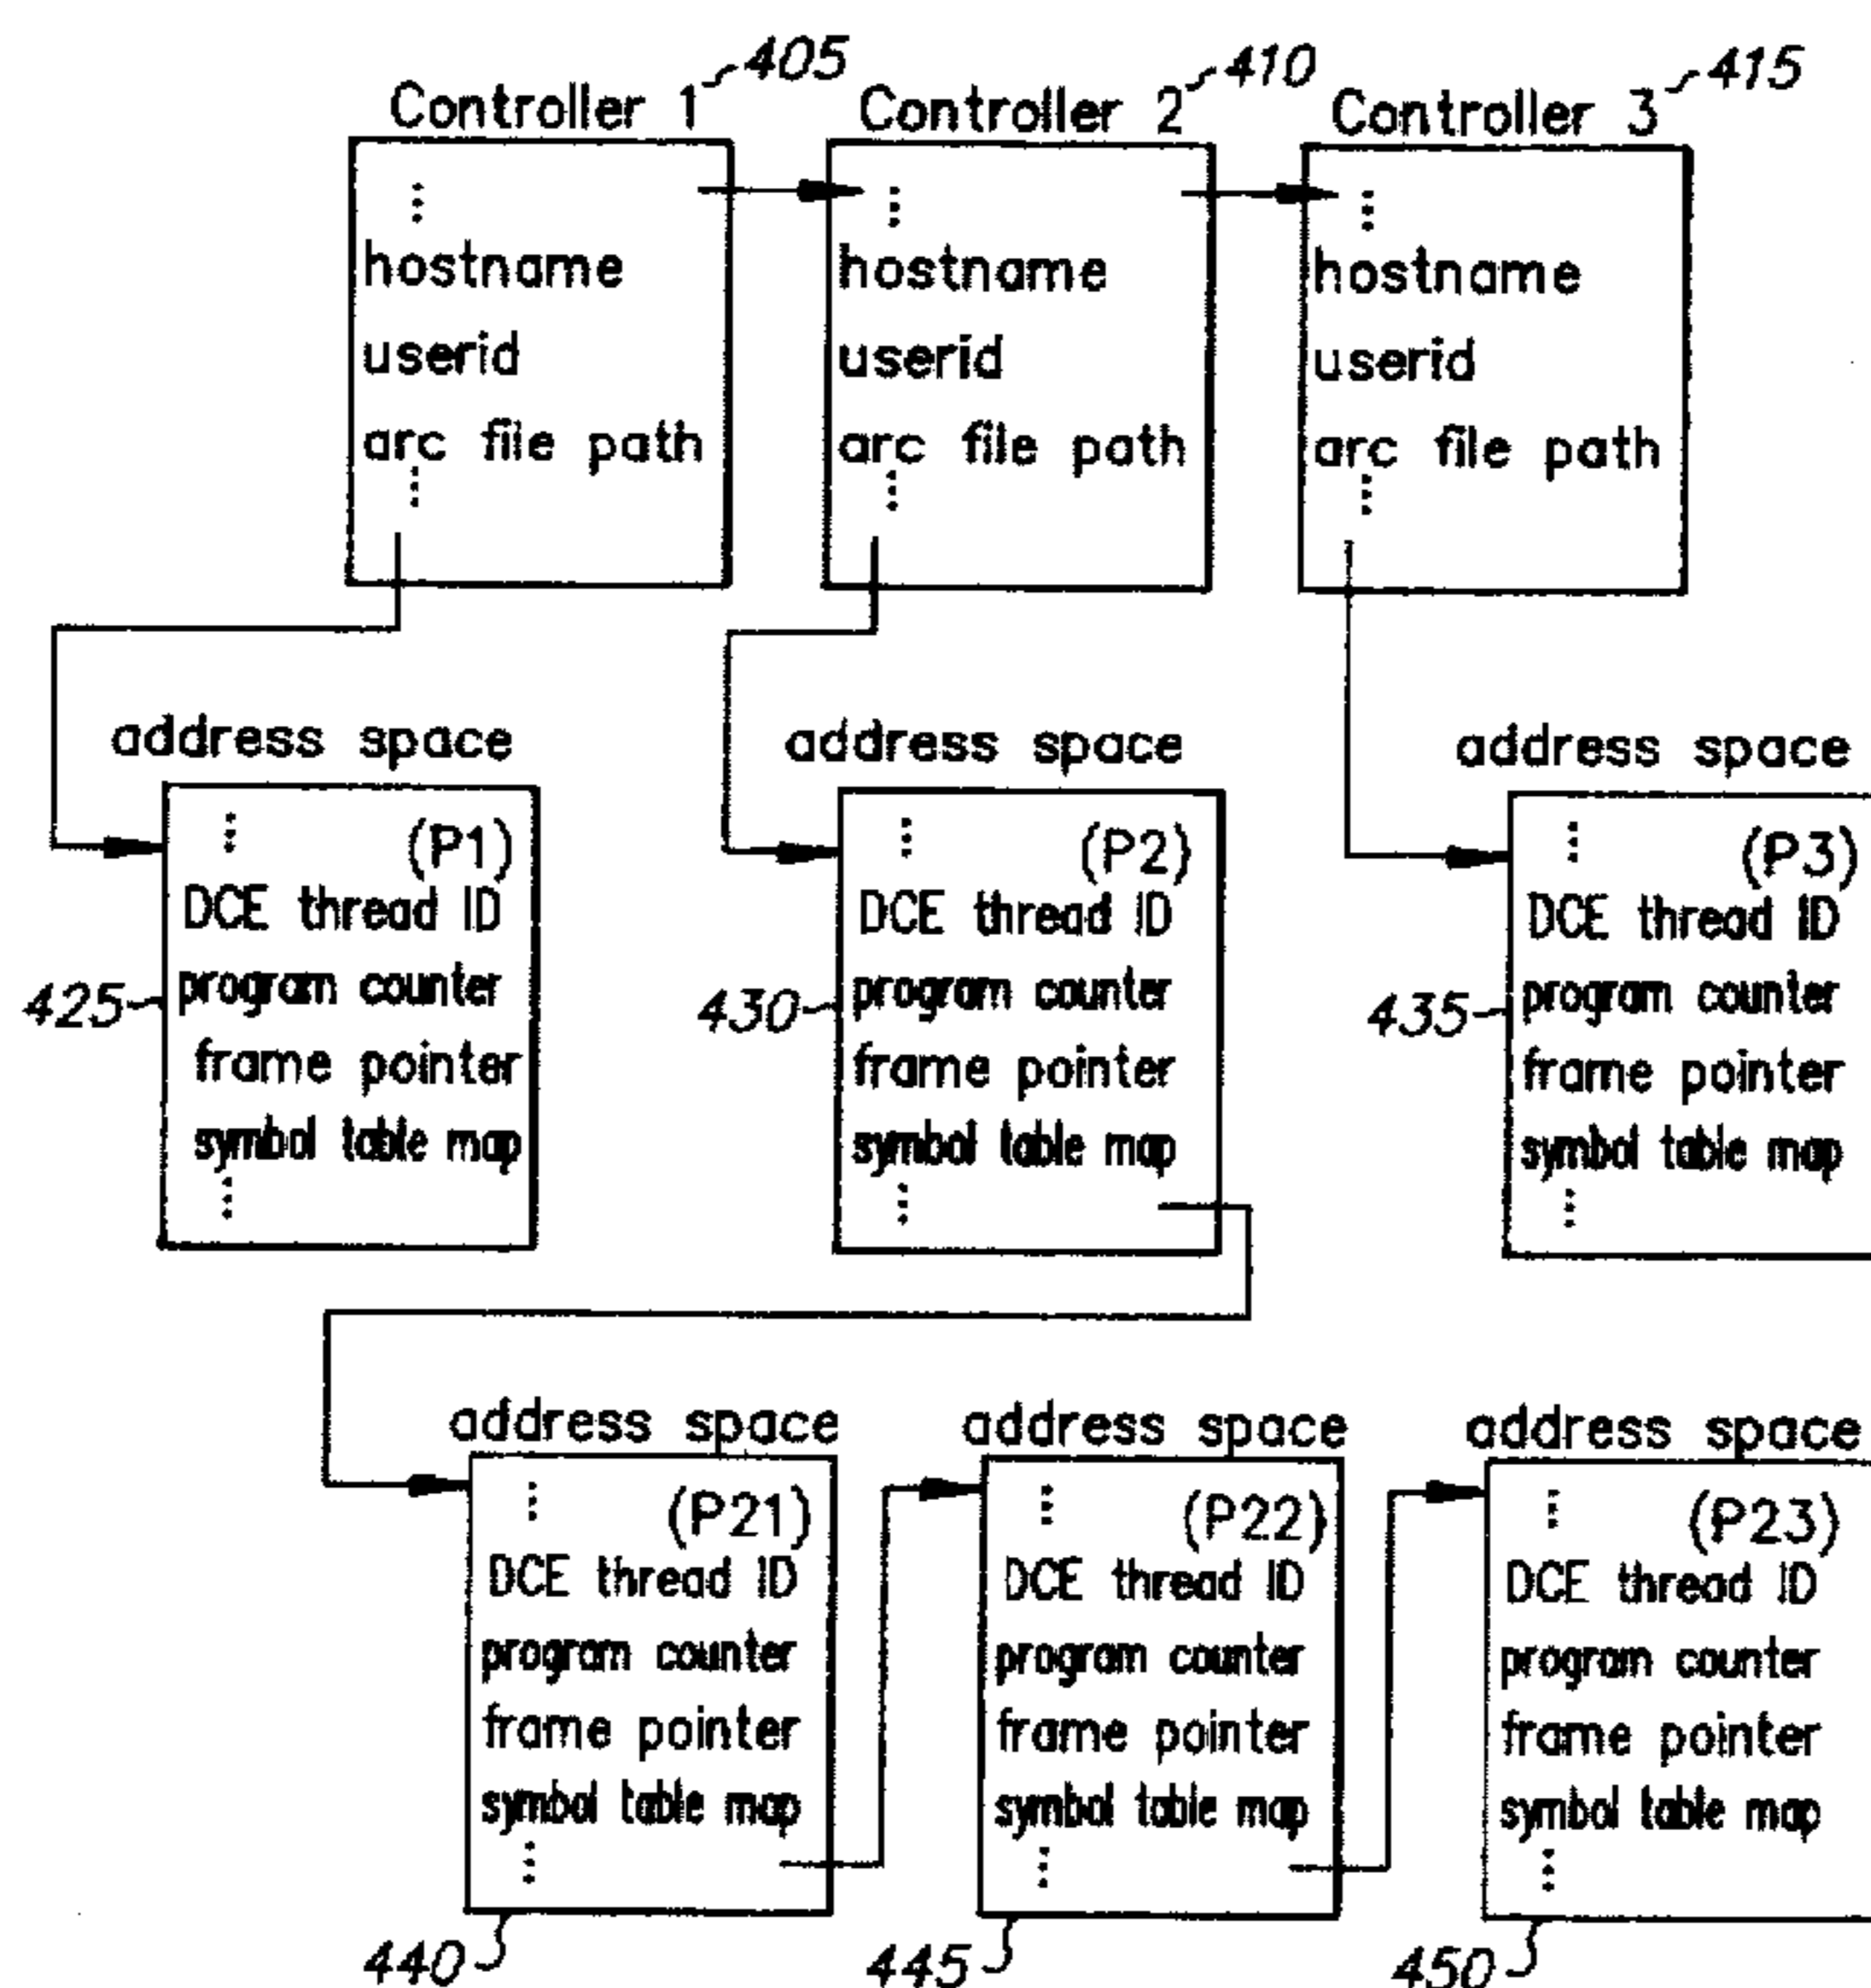 405
410
415
Controller 1
Controller 2
Controller 3
hostname
userid
arc file path
hostname
userid
arc file path
hostname
userid
arc file path
address space
(P1)
DCE thread ID
program counter
frame pointer
symbol table map
425
address space
(P2)
DCE thread ID
program counter
frame pointer
symbol table map
430
address space
(P3)
DCE thread ID
program counter
frame pointer
symbol table map
435
address space
(P21)
DCE thread ID
program counter
frame pointer
symbol table map
440
address space
(P22)
DCE thread ID
program counter
frame pointer
symbol table map
445
address space
(P23)
DCE thread ID
program counter
frame pointer
symbol table map
450